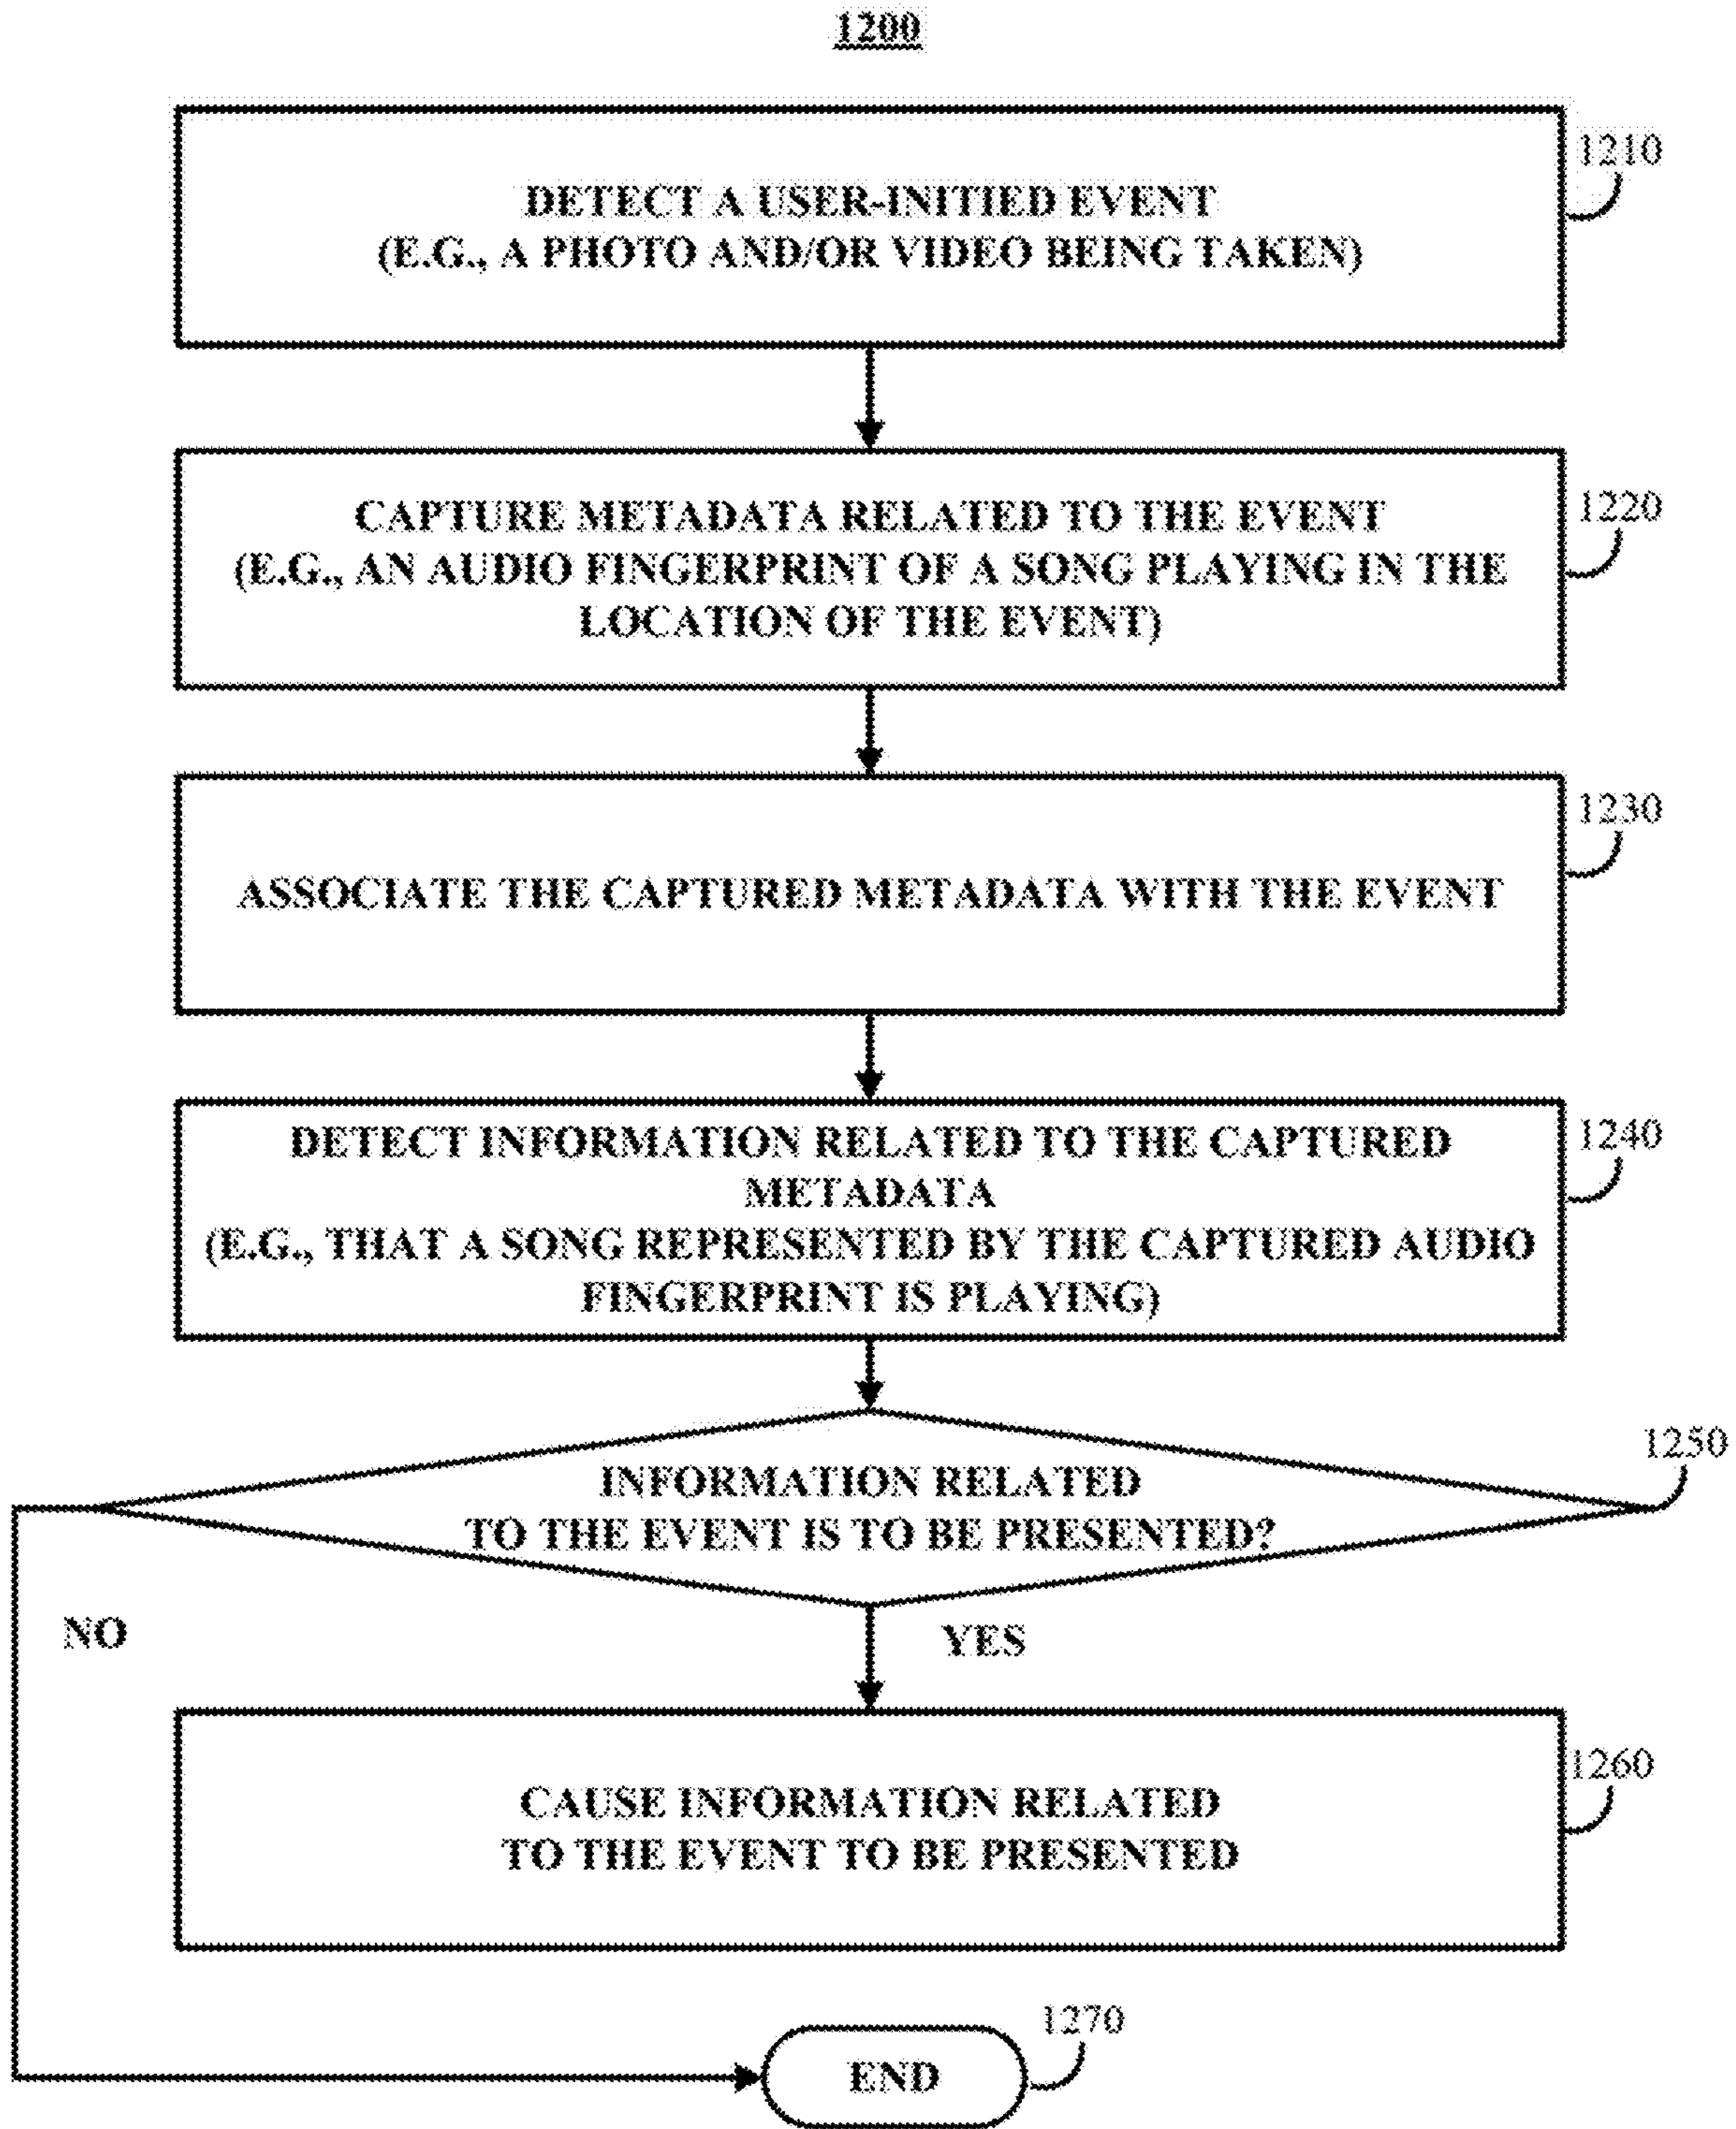 1200
DETECT A USER-INITIED EVENT
(E.G., A PHOTO AND/OR VIDEO BEING TAKEN)
1210
CAPTURE METADATA RELATED TO THE EVENT
(E.G., AN AUDIO FINGERPRINT OF A SONG PLAYING IN THE
LOCATION OF THE EVENT)
1220
ASSOCIATE THE CAPTURED METADATA WITH THE EVENT
1230
DETECT INFORMATION RELATED TO THE CAPTURED
METADATA
(E.G., THAT A SONG REPRESENTED BY THE CAPTURED AUDIO
FINGERPRINT IS PLAYING)
1240
INFORMATION RELATED
TO THE EVENT IS TO BE PRESENTED?
1250
NO
YES
CAUSE INFORMATION RELATED
TO THE EVENT TO BE PRESENTED
1260
END
1270